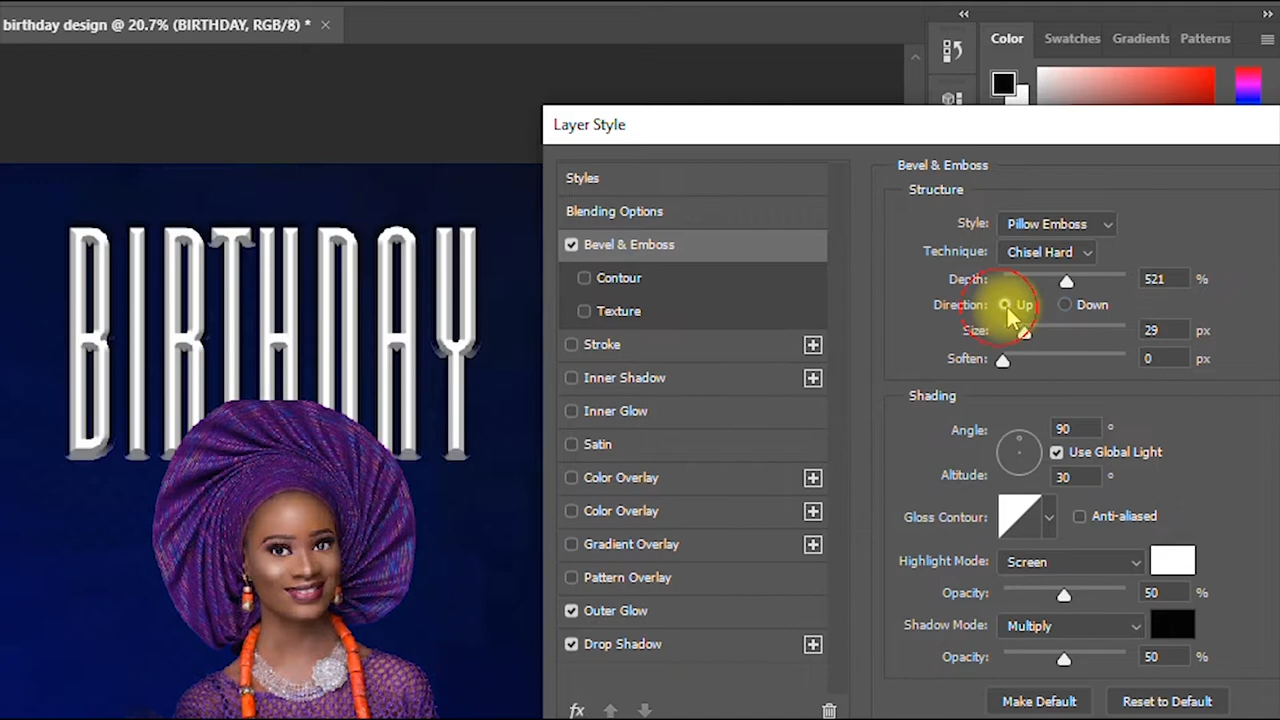 birthday design @ 20.7% (BIRTHDAY, RGB/8) *
Color Swatches Gradients Patterns
Layer Style
BIRTHDAY
Styles
Blending Options
Bevel & Emboss
Contour
Texture
Stroke
Inner Shadow
Inner Glow
Satin
Color Overlay
Color Overlay
Gradient Overlay
Pattern Overlay
Outer Glow
Drop Shadow
fx
Bevel & Emboss
Structure
Style: Pillow Emboss
Technique: Chisel Hard
Depth: 521 %
Direction: Up Down
Size: 29 px
Soften: 0 px
Shading
Angle: 90 °
Use Global Light
Altitude: 30 °
Gloss Contour: Anti-aliased
Highlight Mode: Screen
Opacity: 50 %
Shadow Mode: Multiply
Opacity: 50 %
Make Default Reset to Default